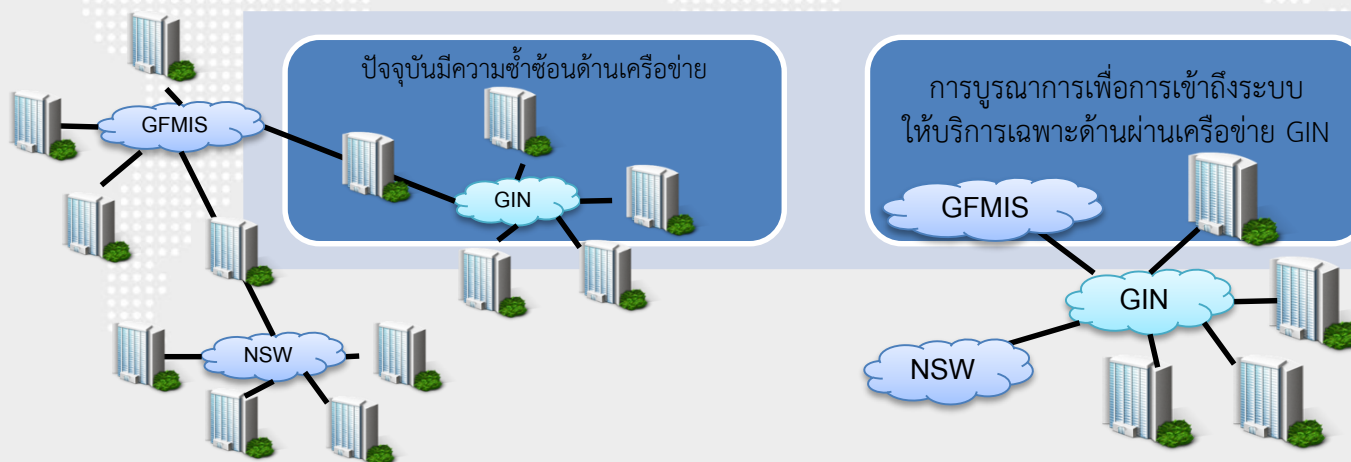 ปัจจุบันมีความซ้ำซ้อนด้านเครือข่าย
GFMIS
GIN
NSW
การบูรณาการเพื่อการเข้าถึงระบบ
ให้บริการเฉพาะด้านผ่านเครือข่าย GIN
GFMIS
GIN
NSW